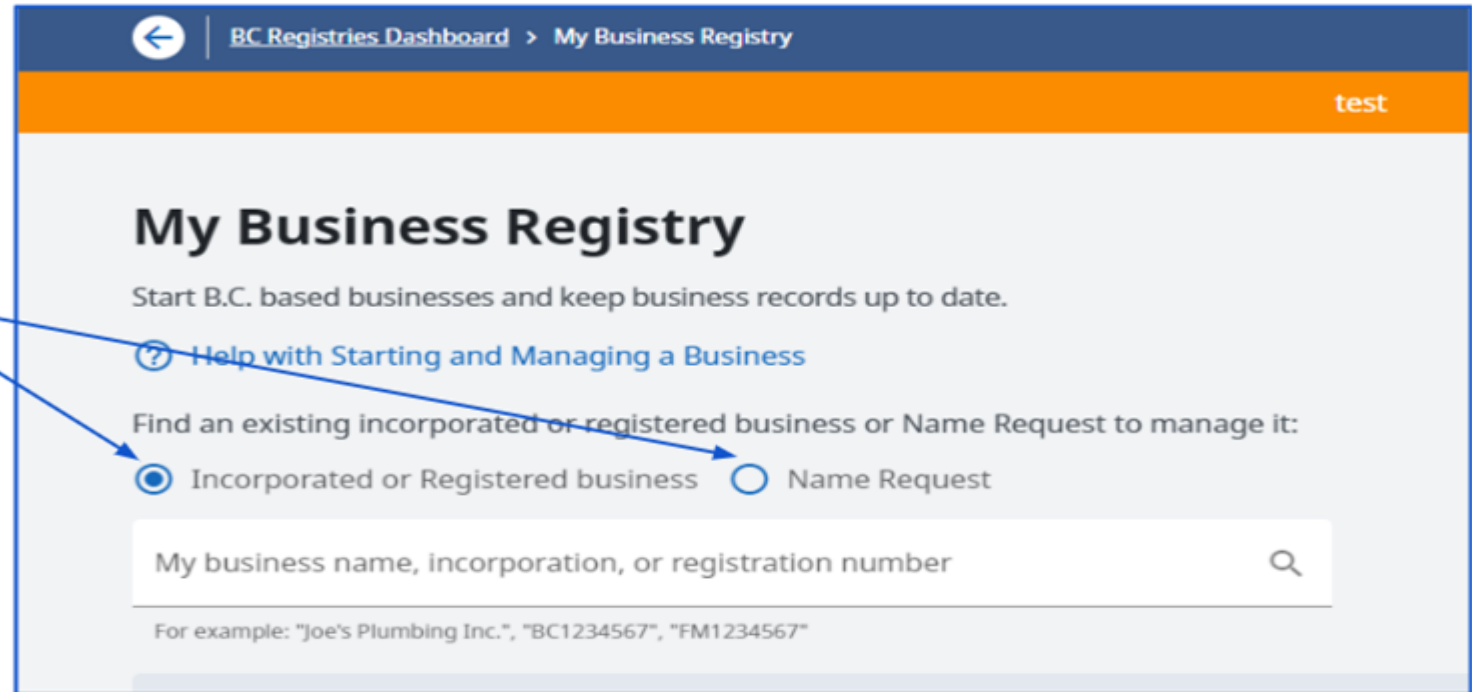 BC Registries Dashboard > My Business Registry
test
My Business Registry
Start B.C. based businesses and keep business records up to date.
Help with Starting and Managing a Business
Find an existing incorporated or registered business or Name Request to manage it:
Incorporated or Registered business Name Request
My business name, incorporation, or registration number
For example: "Joe's Plumbing Inc.", "BC1234567", "FM1234567"